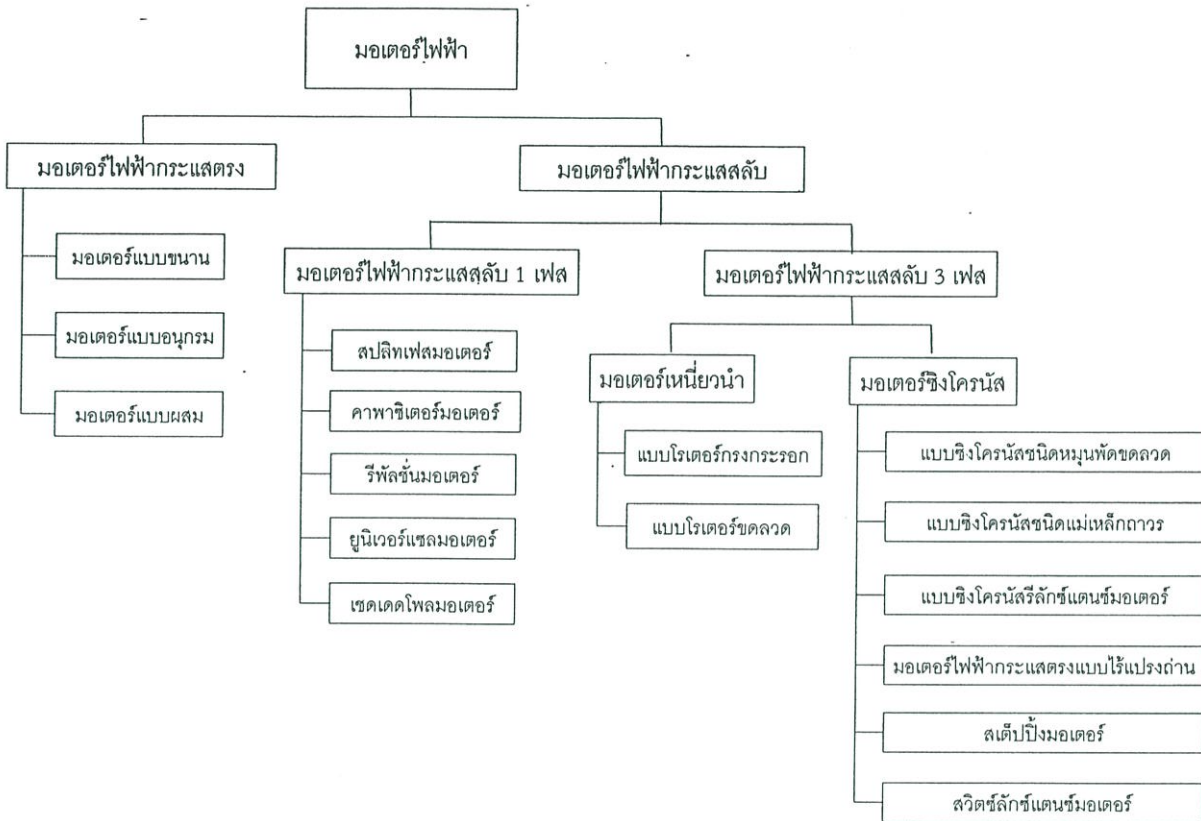 มอเตอร์ไฟฟ้า
มอเตอร์ไฟฟ้ากระแสตรง
มอเตอร์ไฟฟ้ากระแสสลับ
มอเตอร์แบบขนาน
มอเตอร์แบบอนุกรม
มอเตอร์แบบผสม
มอเตอร์ไฟฟ้ากระแสสลับ 1 เฟส
สปลิทเฟสมอเตอร์
คาพาซิเตอร์มอเตอร์
รีพัลชั่นมอเตอร์
ยูนิเวอร์แซลมอเตอร์
เชดเดดโพลมอเตอร์
มอเตอร์ไฟฟ้ากระแสสลับ 3 เฟส
มอเตอร์เหนี่ยวนำ
แบบโรเตอร์กรงกระรอก
แบบโรเตอร์ขดลวด
มอเตอร์ซิงโครนัส
แบบซิงโครนัสชนิดหมุนพัดขดลวด
แบบซิงโครนัสชนิดแม่เหล็กถาวร
แบบซิงโครนัสรีลักซ์แตนซ์มอเตอร์
มอเตอร์ไฟฟ้ากระแสตรงแบบไร้แปรงถ่าน
สเต็ปปิ้งมอเตอร์
สวิตช์ลักซ์แตนซ์มอเตอร์